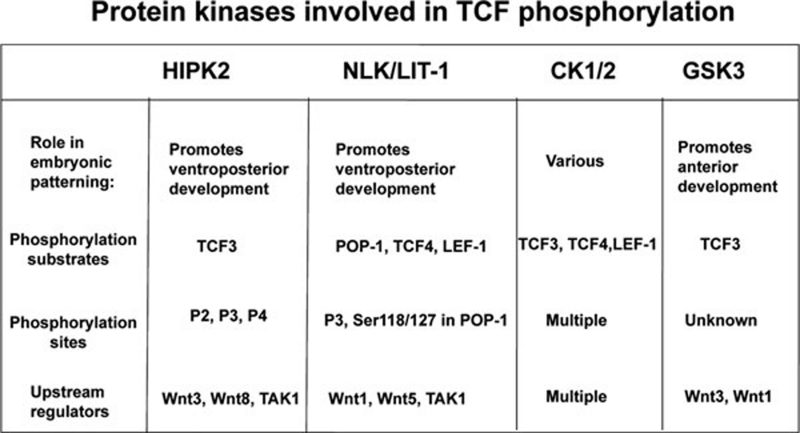 Protein kinases involved in TCF phosphorylation
HIPK2 NLK/LIT-1 CK1/2 GSK3
Role in embryonic patterning: Promotes ventroposterior development Promotes ventroposterior development Various Promotes anterior development
Phosphorylation substrates TCF3 POP-1, TCF4, LEF-1 TCF3, TCF4,LEF-1 TCF3
Phosphorylation sites P2, P3, P4 P3, Ser118/127 in POP-1 Multiple Unknown
Upstream regulators Wnt3, Wnt8, TAK1 Wnt1, Wnt5, TAK1 Multiple Wnt3, Wnt1